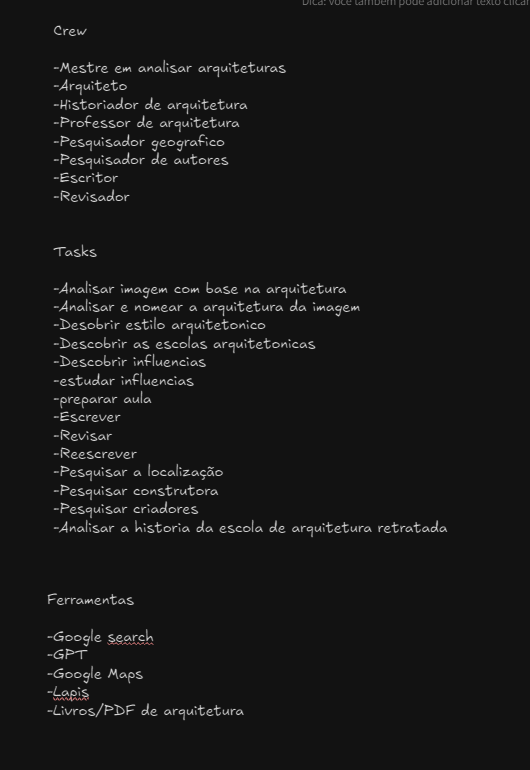 Dica: você também pode adicionar texto clicar
Crew
-Mestre em analisar arquiteturas
-Arquiteto
-Historiador de arquitetura
-Professor de arquitetura
-Pesquisador geografico
-Pesquisador de autores
-Escritor
-Revisador
Tasks
-Analisar imagem com base na arquitetura
-Analisar e nomear a arquitetura da imagem
-Desobrir estilo arquitetonico
-Descobrir as escolas arquitetonicas
-Descobrir influencias
-estudar influencias
-preparar aula
-Escrever
-Revisar
-Reescrever
-Pesquisar a localização
-Pesquisar construtora
-Pesquisar criadores
-Analisar a historia da escola de arquitetura retratada
Ferramentas
-Google search
-GPT
-Google Maps
-Lapis
-Livros/PDF de arquitetura